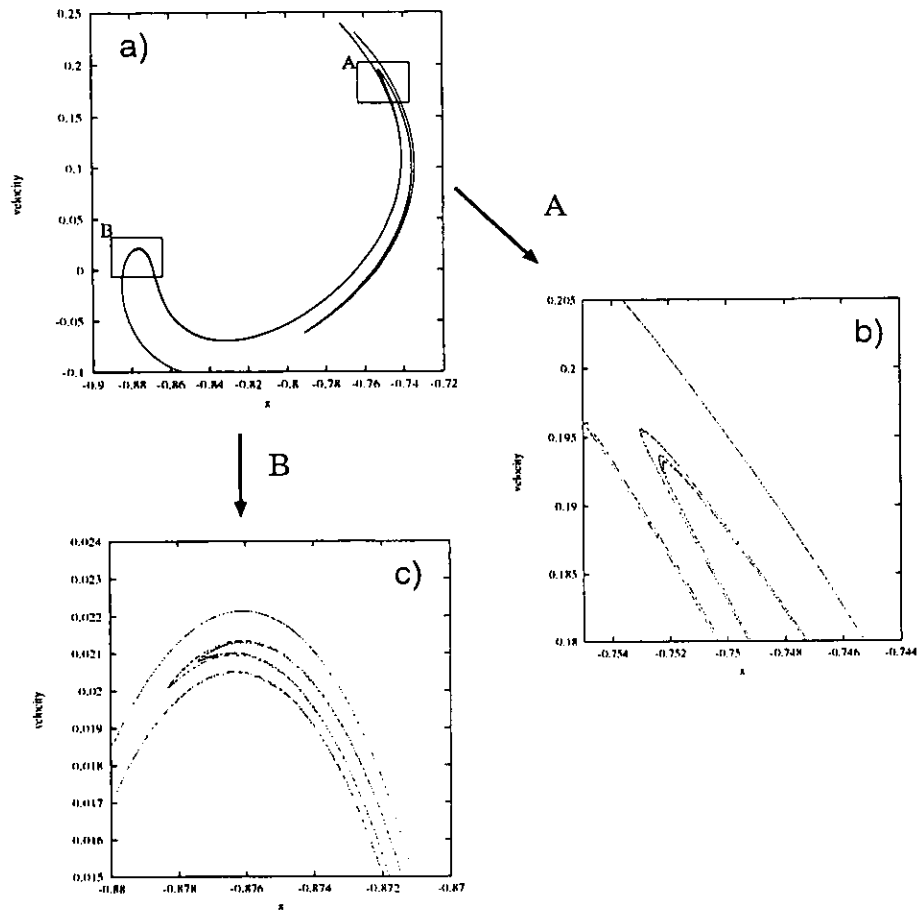 a)
0.25
0.2
0.15
0.1
0.05
0
-0.05
-0.1
velocity
A
B
-0.9 -0.88 -0.86 -0.84 -0.82 -0.8 -0.78 -0.76 -0.74 -0.72
x
A
B
b)
0.205
0.2
0.195
0.19
0.185
0.18
velocity
-0.754 -0.752 -0.75 -0.748 -0.746 -0.744
x
c)
0.024
0.023
0.022
0.021
0.02
0.019
0.018
0.017
0.016
0.015
velocity
-0.88 -0.878 -0.876 -0.874 -0.872 -0.87
x